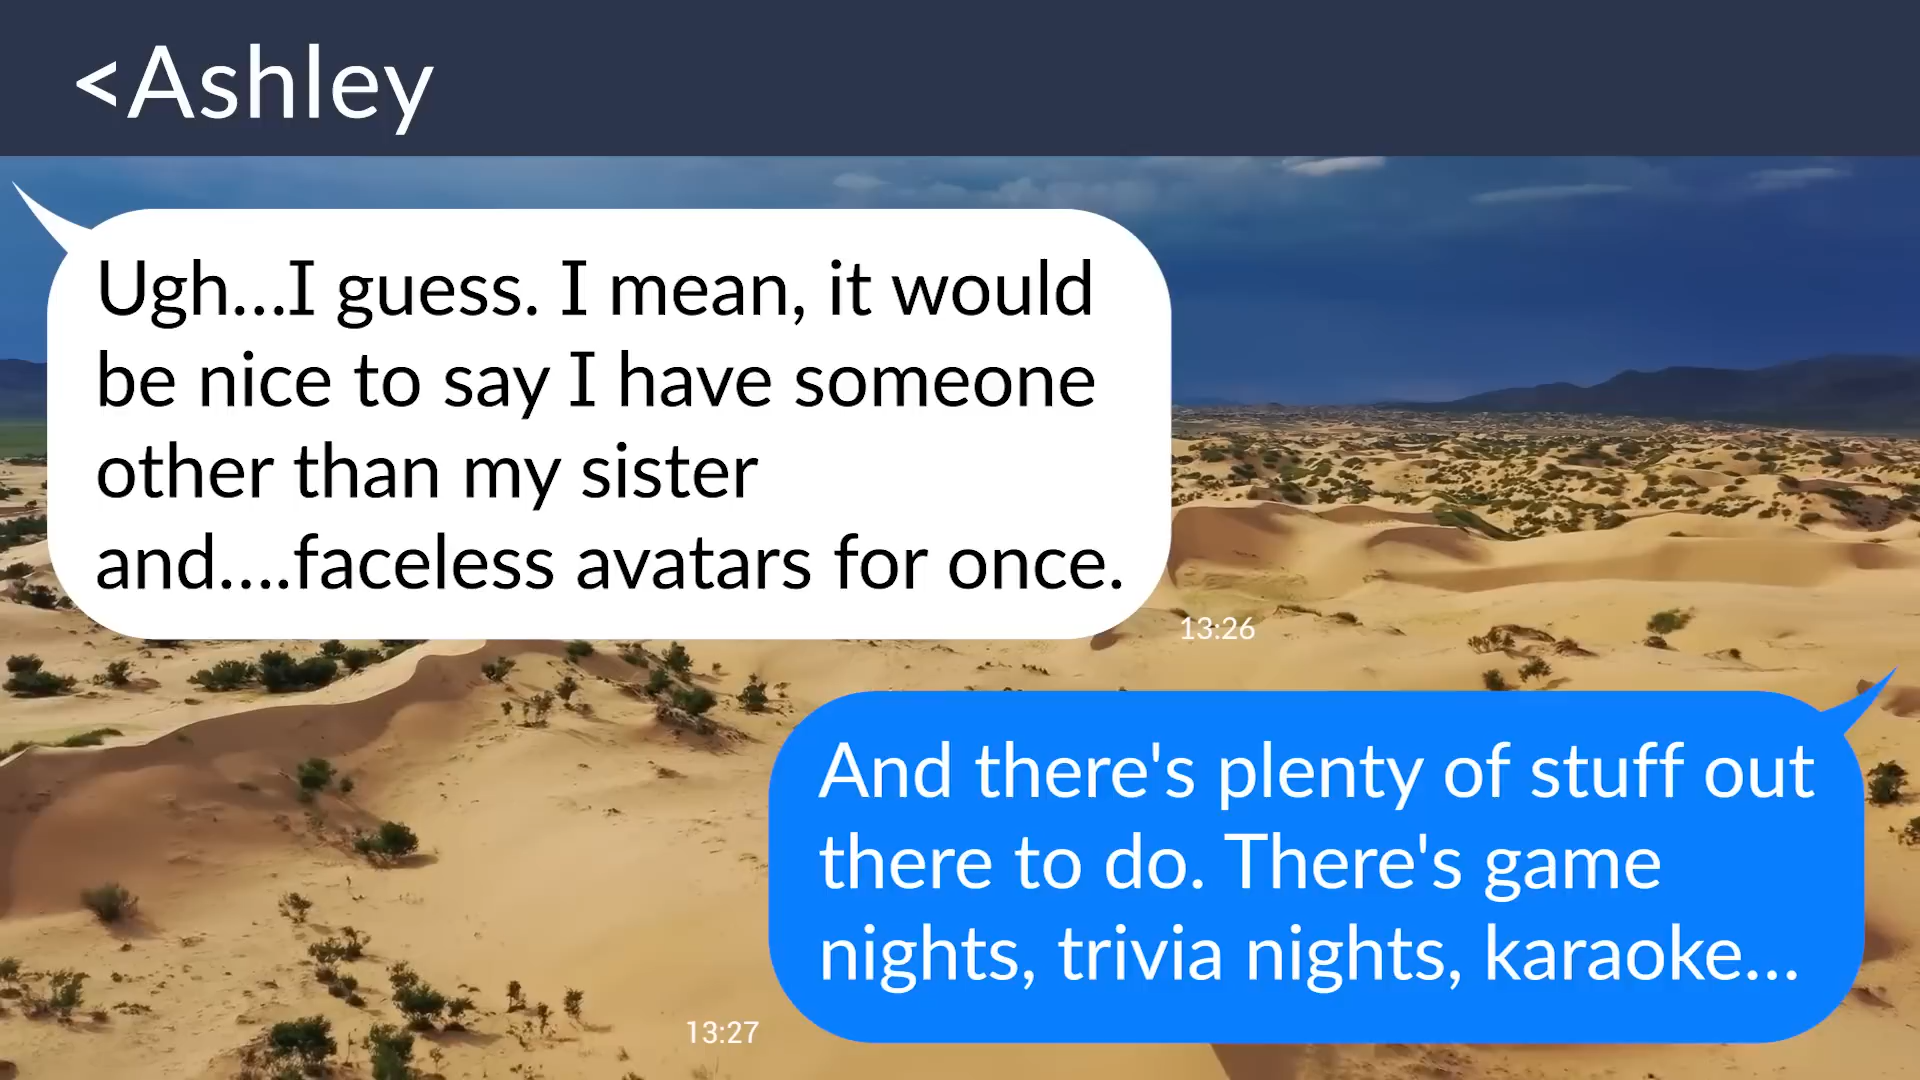 <Ashley
Ugh...I guess. I mean, it would
be nice to say I have someone
other than my sister
and....faceless avatars for once.
13:26
And there's plenty of stuff out
there to do. There's game
nights, trivia nights, karaoke...
13:27